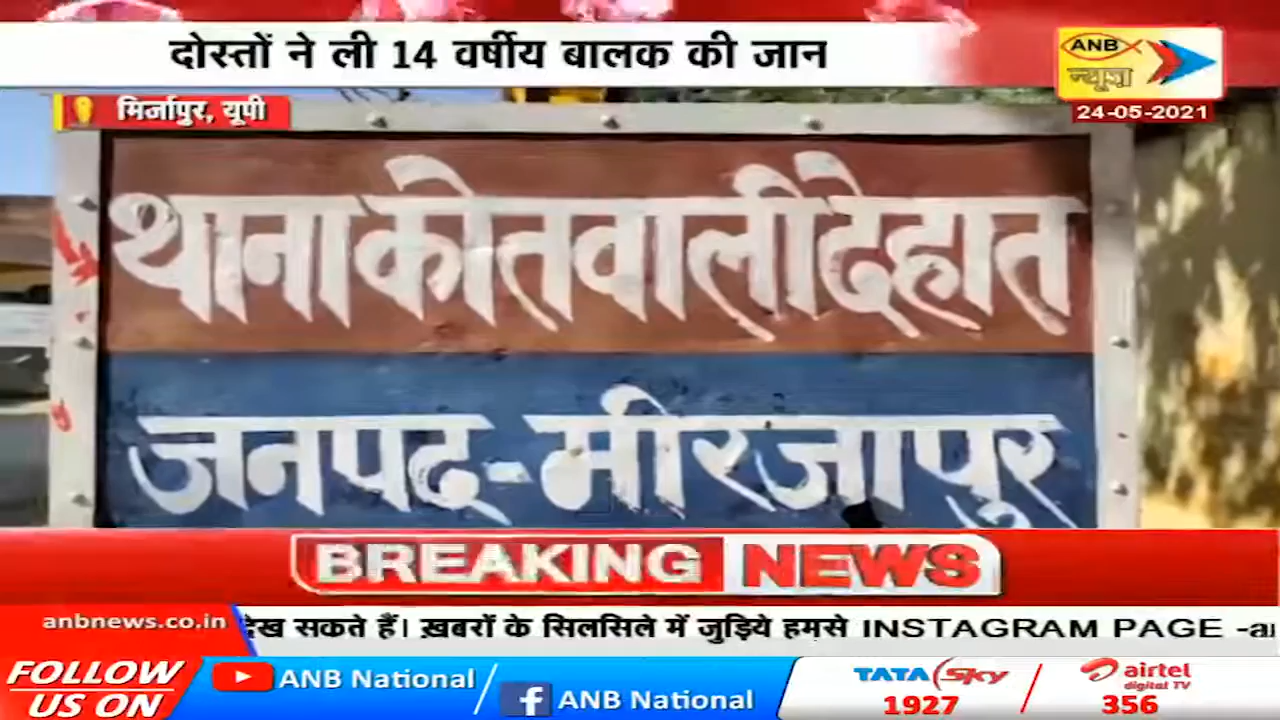 दोस्तों ने ली 14 वर्षीय बालक की जान
ANB
न्यूज़
24-05-2021
मिर्जापुर, यूपी
थाना कोतवाली देहात
जनपद-मीरजापुर
BREAKING NEWS
anbnews.co.in
देख सकते हैं। ख़बरों के सिलसिले में जुड़िये हमसे INSTAGRAM PAGE -a
FOLLOW US ON
ANB National
ANB National
TATA Sky
1927
airtel
digital TV
356